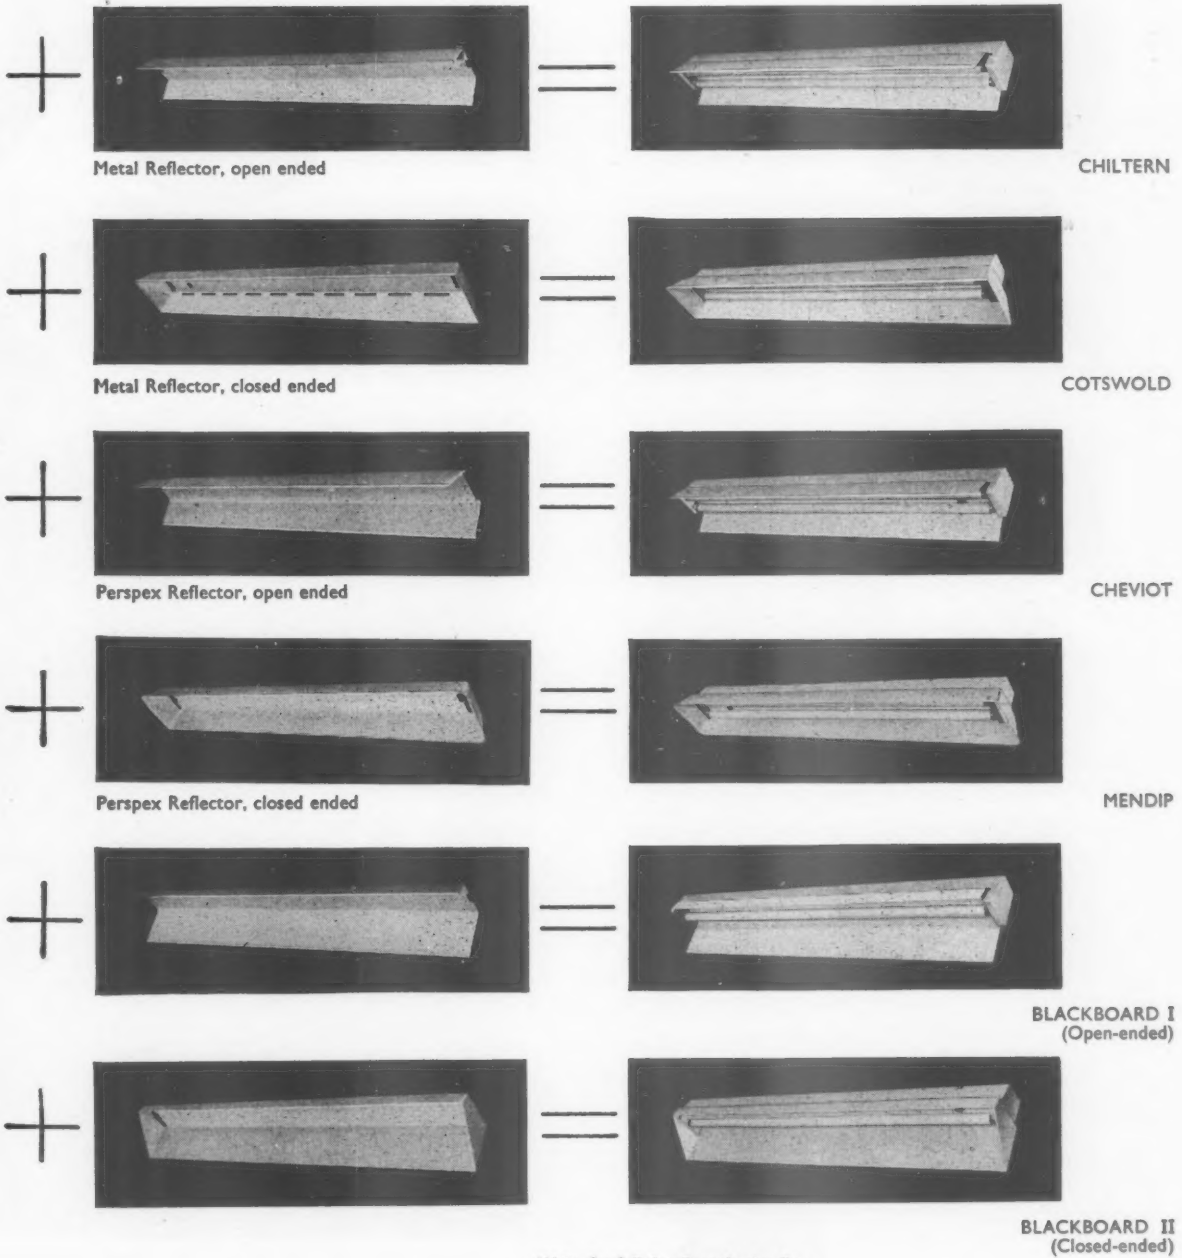 Metal Reflector, open ended
CHILTERN
Metal Reflector, closed ended
COTSWOLD
Perspex Reflector, open ended
CHEVIOT
Perspex Reflector, closed ended
MENDIP
BLACKBOARD I
(Open-ended)
BLACKBOARD II
(Closed-ended)